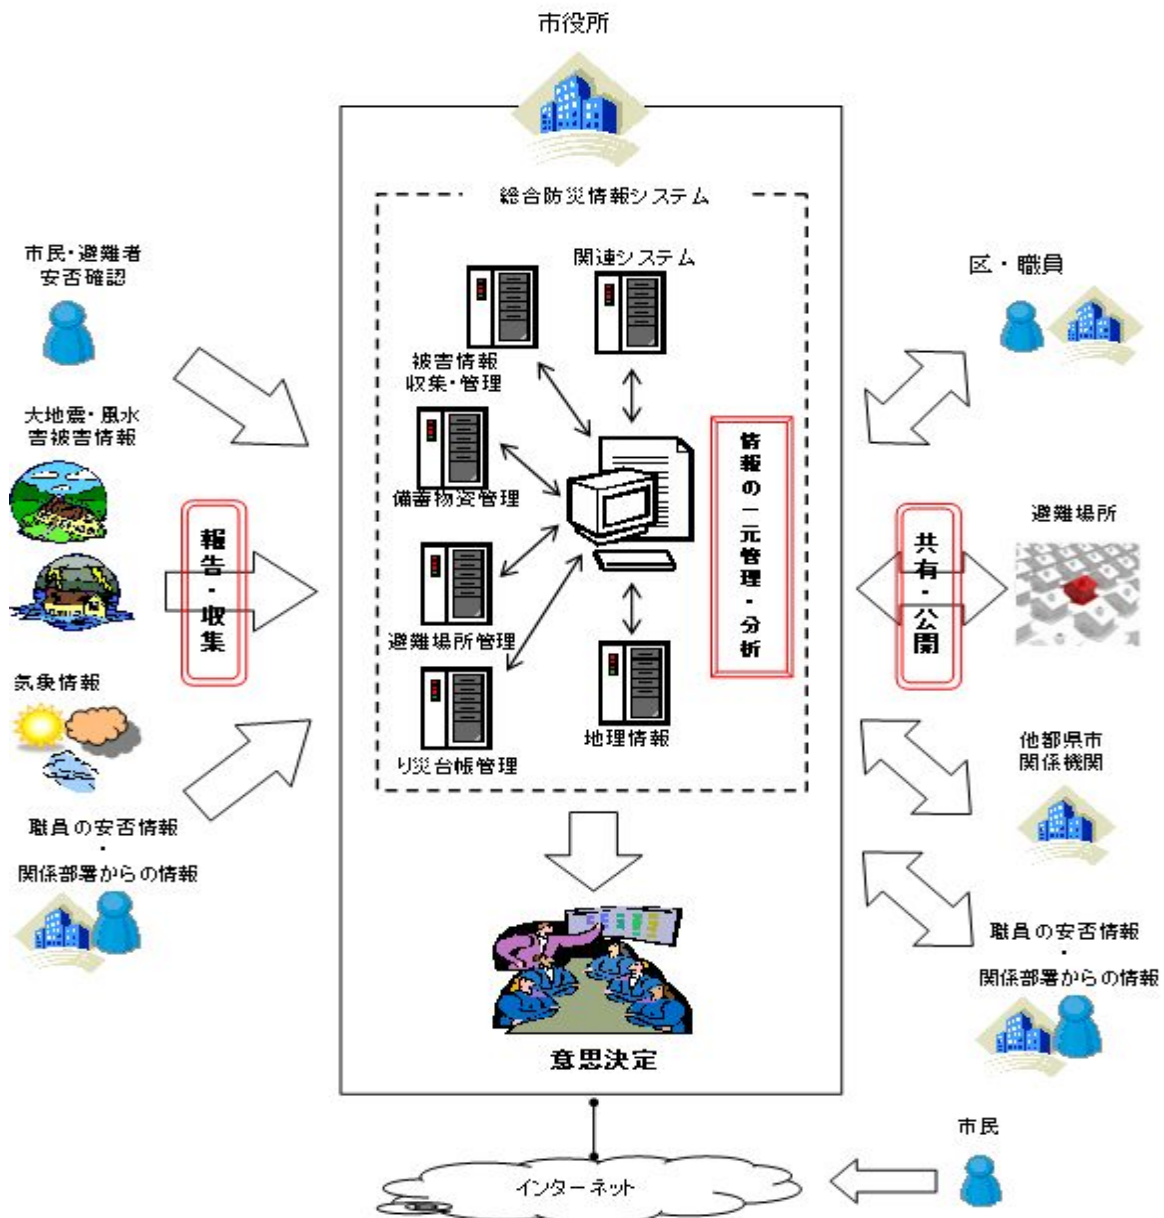 市役所
総合防災情報システム
市民・避難者
安否確認
大地震・風水
害被害情報
報告・収集
気象情報
職員の安否情報
・
関係部署からの情報
関連システム
被害情報
収集・管理
備蓄物資管理
避難場所管理
り災台帳管理
地理情報
情報の一元管理・分析
意思決定
区・職員
共有・公開
避難場所
他都県市
関係機関
職員の安否情報
・
関係部署からの情報
市民
インターネット